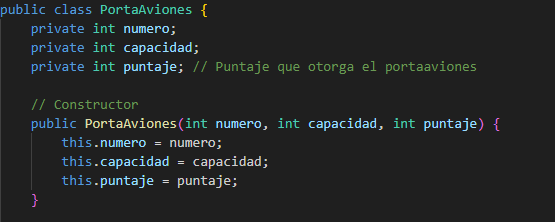 public class PortaAviones {
private int numero;
private int capacidad;
private int puntaje; // Puntaje que otorga el portaaviones
// Constructor
public PortaAviones(int numero, int capacidad, int puntaje) {
this.numero = numero;
this.capacidad = capacidad;
this.puntaje = puntaje;
}